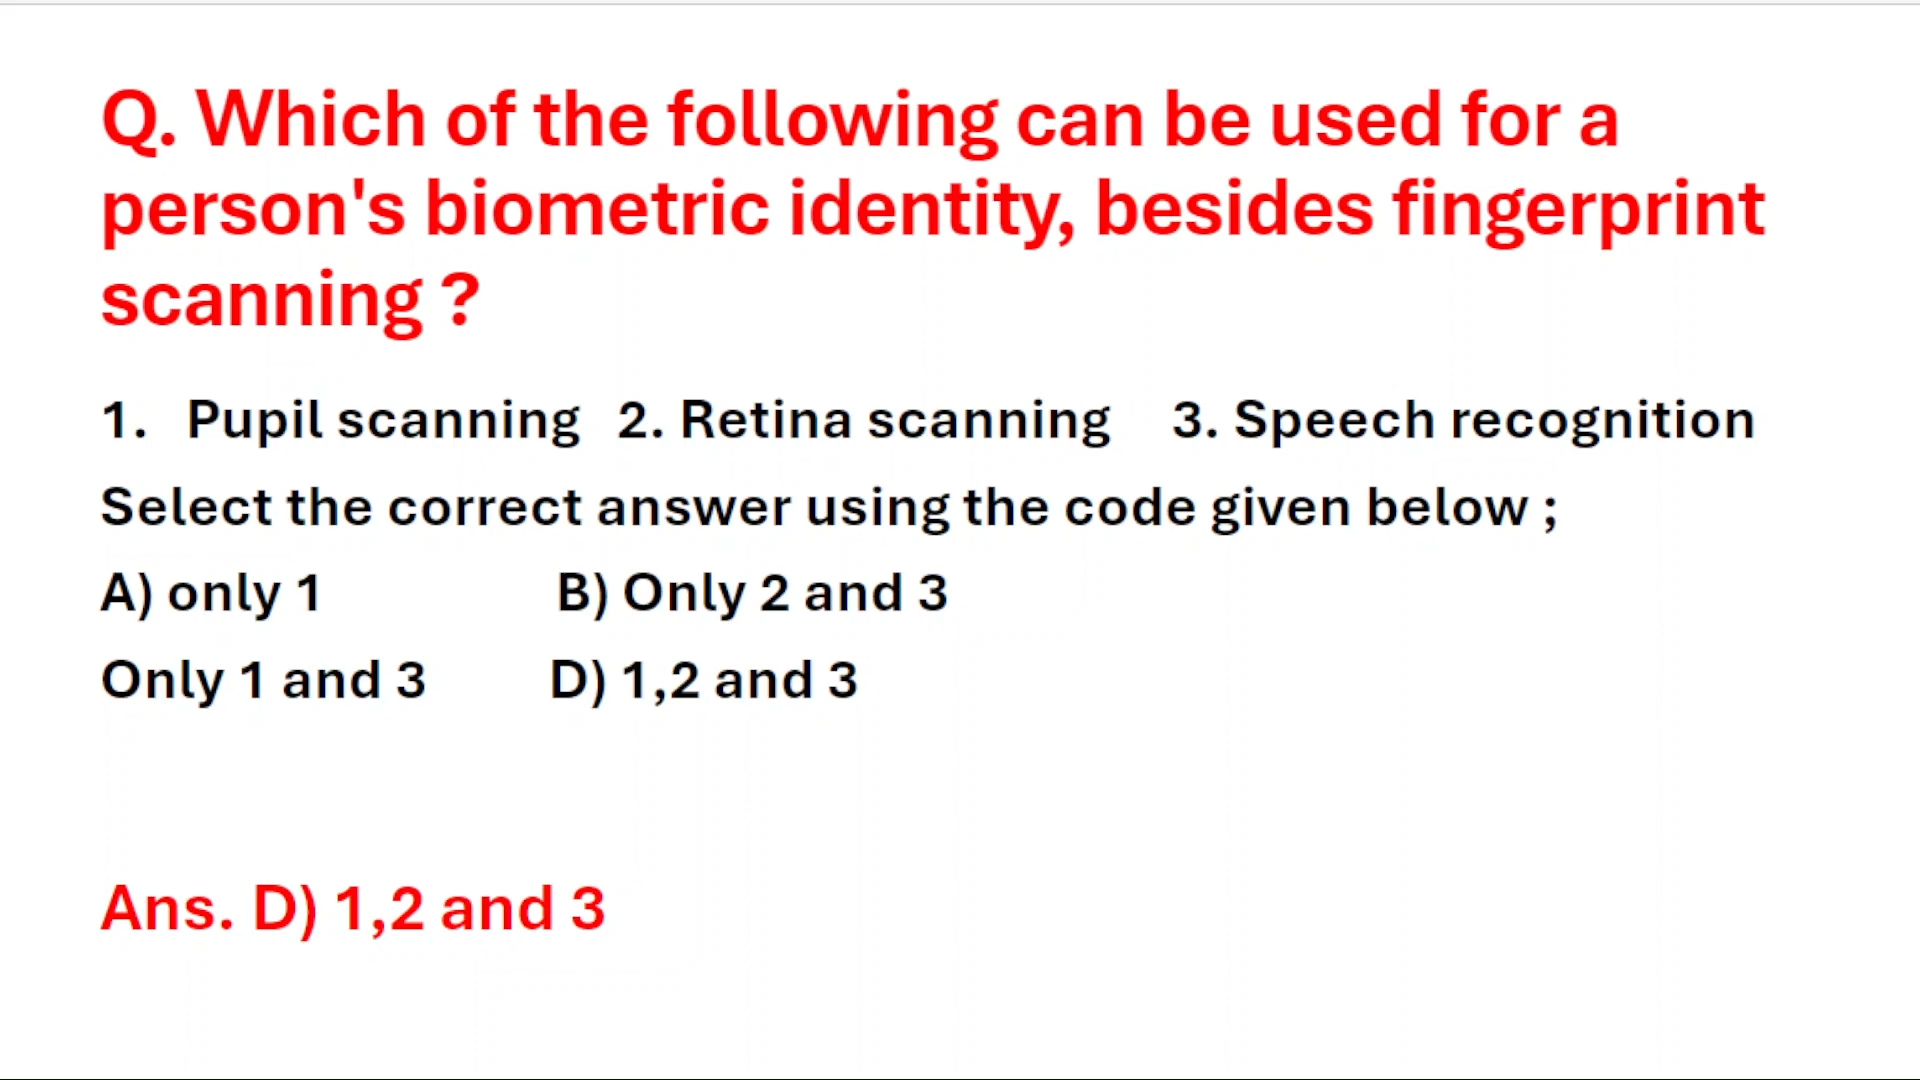 Q. Which of the following can be used for a
person's biometric identity, besides fingerprint
scanning ?
1. Pupil scanning 2. Retina scanning 3. Speech recognition
Select the correct answer using the code given below ;
A) only 1 B) Only 2 and 3
Only 1 and 3 D) 1,2 and 3
Ans. D) 1,2 and 3